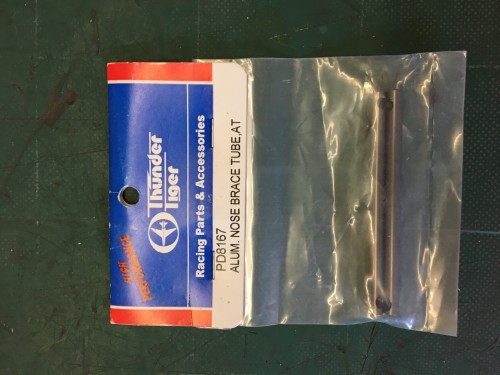 HIGH
PERFORMANCE
Thunder
Tiger
Racing Parts & Accessories
PD8167
ALUM. NOSE BRACE TUBE,AT